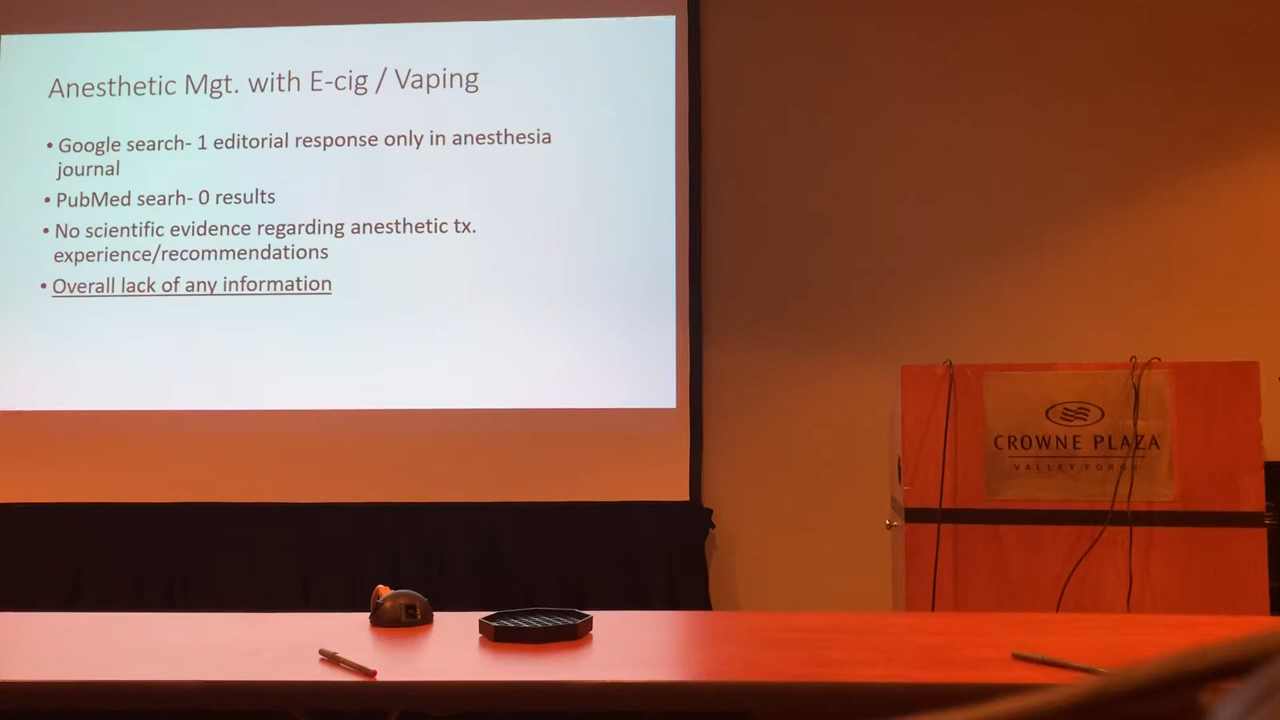 Anesthetic Mgt. with E-cig / Vaping
• Google search- 1 editorial response only in anesthesia
journal
• PubMed searh- 0 results
• No scientific evidence regarding anesthetic tx.
experience/recommendations
• Overall lack of any information
CROWNE PLAZA
VALLEY FORGE